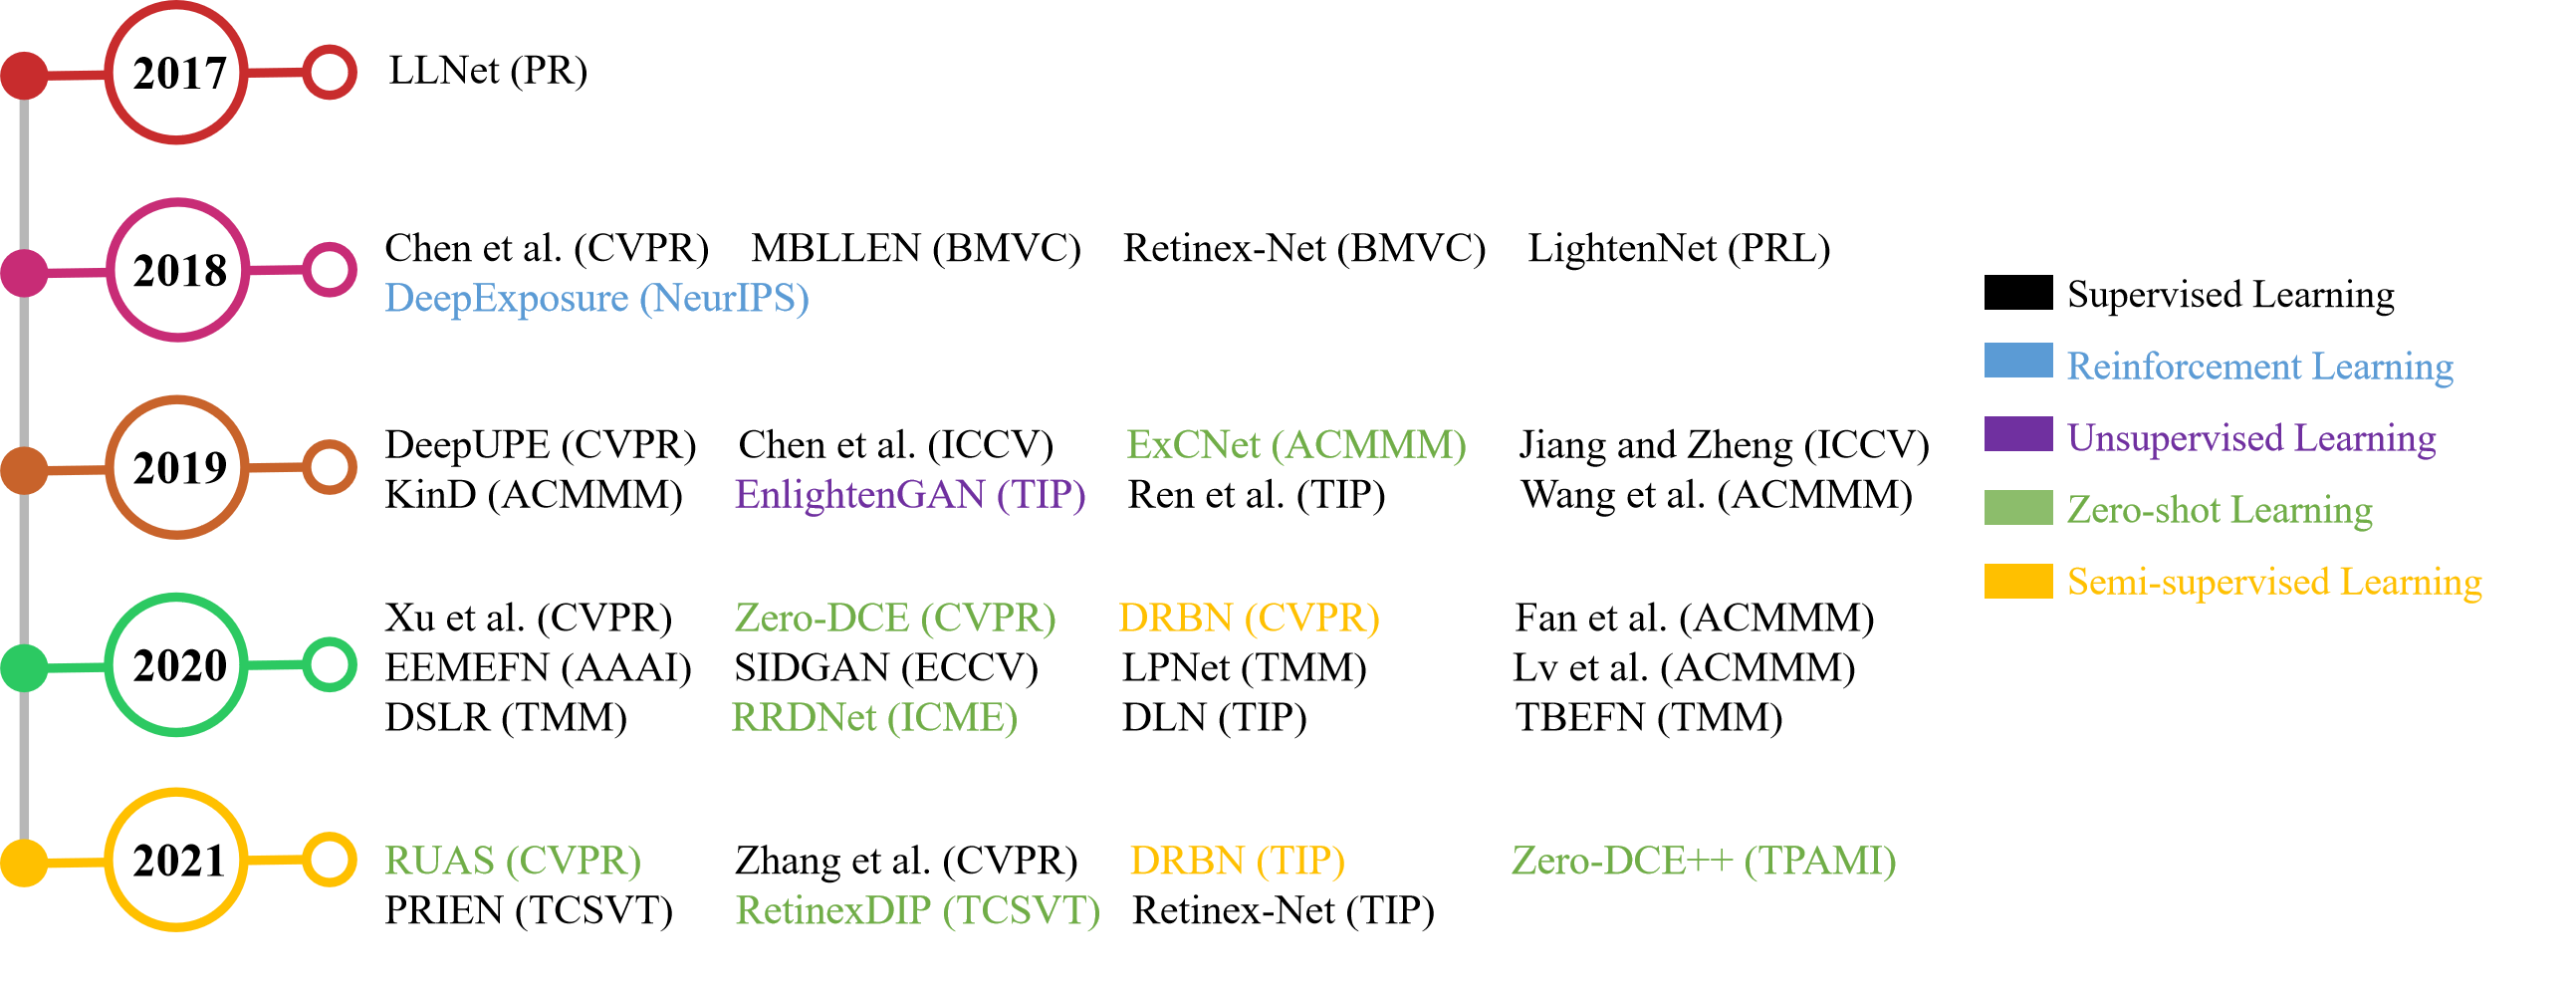 2017
LLNet (PR)
2018
Chen et al. (CVPR) MBLLEN (BMVC) Retinex-Net (BMVC) LightenNet (PRL)
DeepExposure (NeurIPS)
2019
DeepUPE (CVPR) Chen et al. (ICCV) ExCNet (ACMMM) Jiang and Zheng (ICCV)
KinD (ACMMM) EnlightenGAN (TIP) Ren et al. (TIP) Wang et al. (ACMMM)
2020
Xu et al. (CVPR) Zero-DCE (CVPR) DRBN (CVPR) Fan et al. (ACMMM)
EEMEFN (AAAI) SIDGAN (ECCV) LPNet (TMM) Lv et al. (ACMMM)
DSLR (TMM) RRDNet (ICME) DLN (TIP) TBEFN (TMM)
2021
RUAS (CVPR) Zhang et al. (CVPR) DRBN (TIP) Zero-DCE++ (TPAMI)
PRIEN (TCSVT) RetinexDIP (TCSVT) Retinex-Net (TIP)
Supervised Learning
Reinforcement Learning
Unsupervised Learning
Zero-shot Learning
Semi-supervised Learning